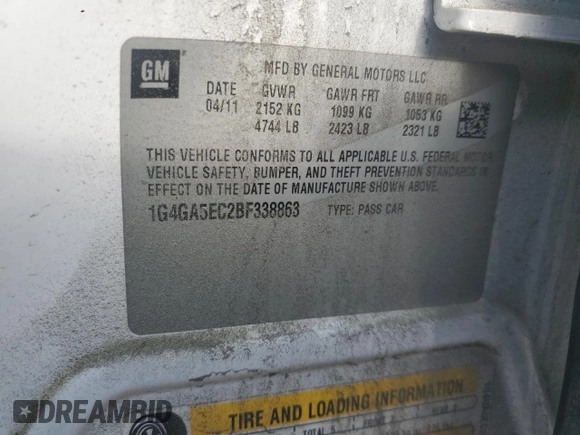 GM
MFD BY GENERAL MOTORS LLC
DATE GVWR GAWR FRT GAWR RR
04/11 2152 KG 1099 KG 1053 KG
4744 LB 2423 LB 2321 LB
THIS VEHICLE CONFORMS TO ALL APPLICABLE U.S. FEDERAL MOTOR
VEHICLE SAFETY, BUMPER, AND THEFT PREVENTION STANDARDS IN
EFFECT ON THE DATE OF MANUFACTURE SHOWN ABOVE.
1G4GA5EC2BF338863 TYPE: PASS CAR
TIRE AND LOADING INFORMATION
DREAMBID